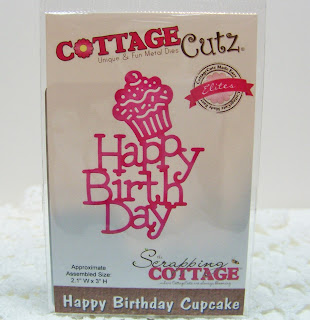 COTTAGE Cutz
Unique & Fun Metal Dies
Elites
Happy
Birth
Day
Approximate
Assembled Size:
2.1" W x 3" H
the
Scrapping
COTTAGE
Happy Birthday Cupcake